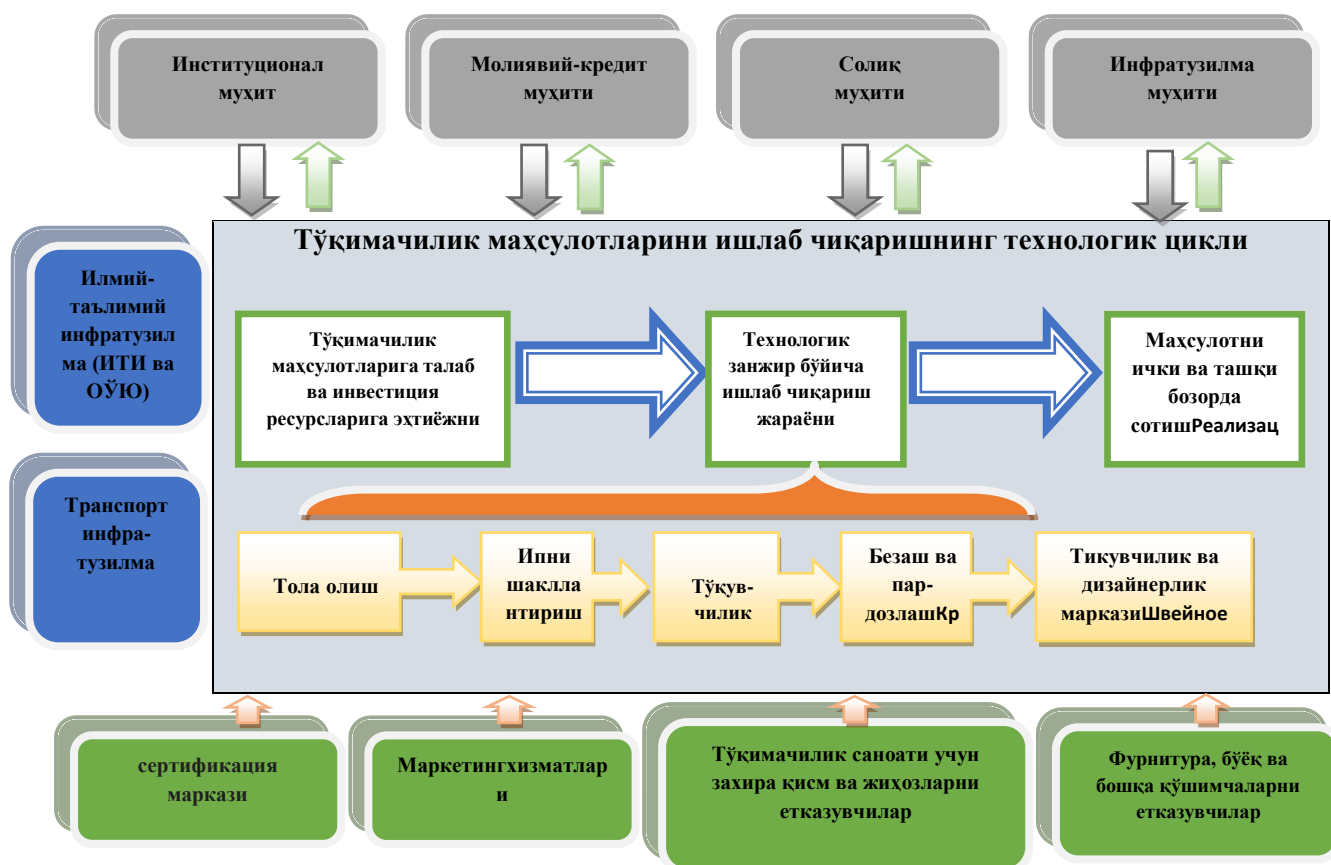 Институционал
муҳит
Молиявий-кредит
муҳити
Солиқ
муҳити
Инфратузилма
муҳити
Тўқимачилик маҳсулотларини ишлаб чиқаришнинг технологик цикли
Илмий-
таълимий
инфратузил
ма (ИТИ ва
ОЎЮ)
Тўқимачилик
маҳсулотларига талаб
ва инвестиция
ресурсларига эҳтиёжни
Технологик
занжир бўйича
ишлаб чиқариш
жараёни
Маҳсулотни
ички ва ташқи
бозорда
сотишРеализац
Транспорт
инфра-
тузилма
Тола олиш
Ипни
шаклла
нтириш
Тўқув-
чилик
Безаш ва
пар-
дозлашКр
Тикувчилик ва
дизайнерлик
марказиШвейное
сертификация
маркази
Маркетингхизматлар
и
Тўқимачилик саноати учун
захира қисм ва жиҳозларни
етказувчилар
Фурнитура, бўёқ ва
бошқа қўшимчаларни
етказувчилар